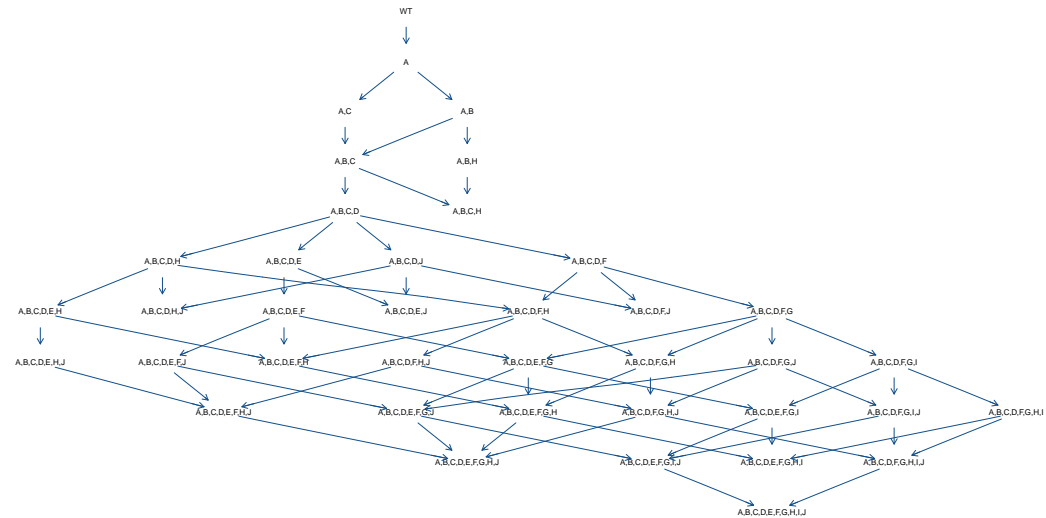 WT
A
A,C
A,B
A,B,C
A,B,H
A,B,C,D
A,B,C,H
A,B,C,D,H
A,B,C,D,E
A,B,C,D,J
A,B,C,D,F
A,B,C,D,E,H
A,B,C,D,H,J
A,B,C,D,E,F
A,B,C,D,E,J
A,B,C,D,F,H
A,B,C,D,F,J
A,B,C,D,F,G
A,B,C,D,E,H,J
A,B,C,D,E,F,J
A,B,C,D,E,F,H
A,B,C,D,F,H,J
A,B,C,D,E,F,G
A,B,C,D,F,G,H
A,B,C,D,F,G,J
A,B,C,D,F,G,I
A,B,C,D,E,F,H,J
A,B,C,D,E,F,G,J
A,B,C,D,E,F,G,H
A,B,C,D,F,G,H,J
A,B,C,D,E,F,G,I
A,B,C,D,F,G,I,J
A,B,C,D,F,G,H,I
A,B,C,D,E,F,G,H,J
A,B,C,D,E,F,G,I,J
A,B,C,D,E,F,G,H,I
A,B,C,D,F,G,H,I,J
A,B,C,D,E,F,G,H,I,J